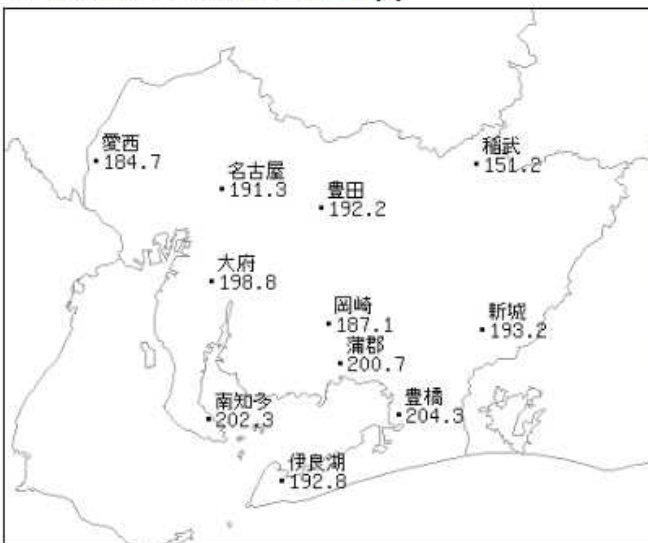 愛西
184.7
稲武
151.2
名古屋
191.3
豊田
192.2
大府
198.8
岡崎
187.1
新城
193.2
蒲郡
200.7
南知多
202.3
豊橋
204.3
伊良湖
192.8